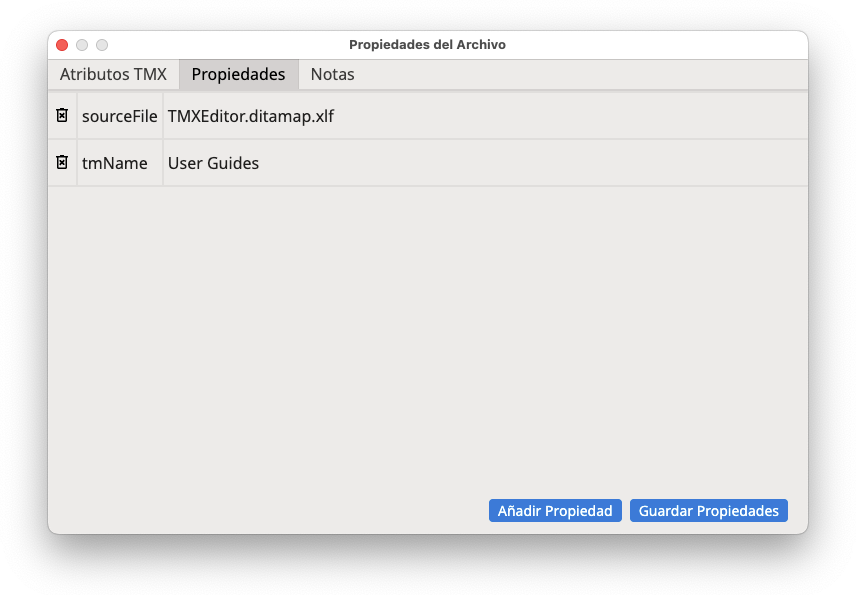 Propiedades del Archivo
Atributos TMX Propiedades Notas
sourceFile TMXEditor.ditamap.xlf
tmName User Guides
Añadir Propiedad Guardar Propiedades